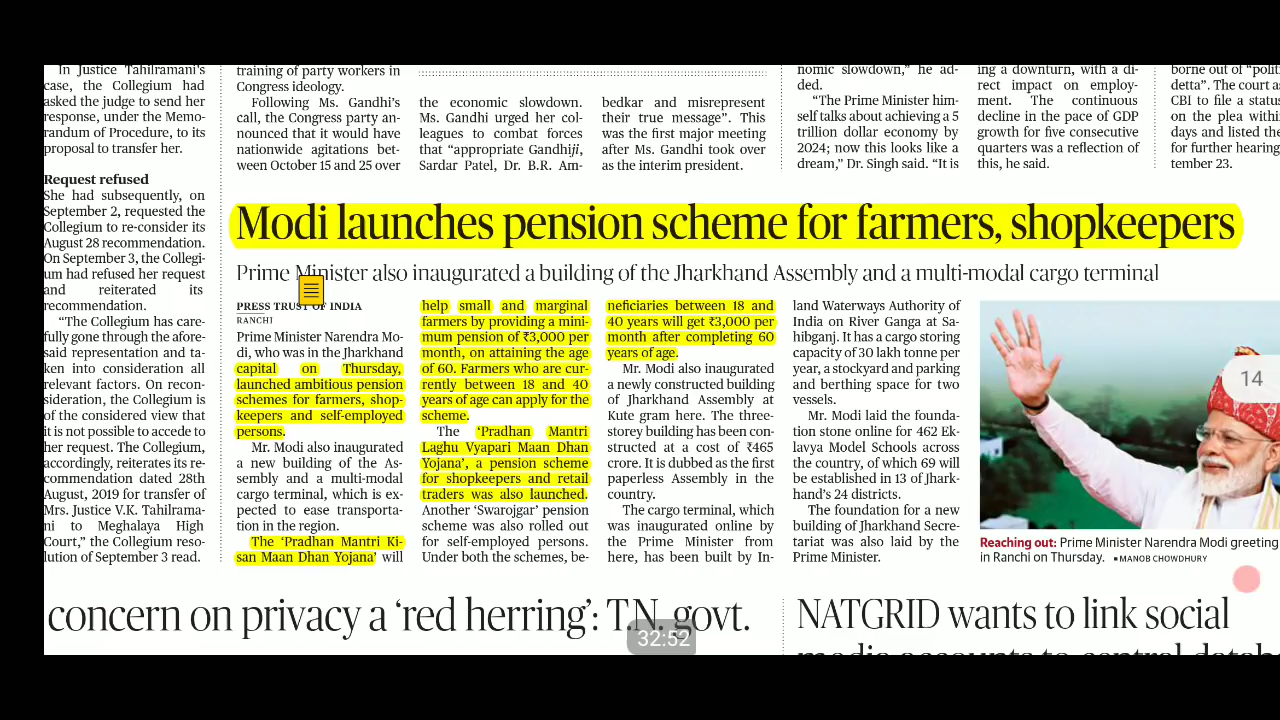 In Justice Tahilramani's
case, the Collegium had
asked the judge to send her
response, under the Memo-
randum of Procedure, to its
proposal to transfer her.
Request refused
She had subsequently, on
September 2, requested the
Collegium to re-consider its
August 28 recommendation.
On September 3, the Collegi-
um had refused her request
and reiterated its
recommendation.
"The Collegium has care-
fully gone through the afore-
said representation and ta-
ken into consideration all
relevant factors. On recon-
sideration, the Collegium is
of the considered view that
it is not possible to accede to
her request. The Collegium,
accordingly, reiterates its re-
commendation dated 28th
August, 2019 for transfer of
Mrs. Justice V.K. Tahilrama-
ni to Meghalaya High
Court," the Collegium reso-
lution of September 3 read.
training of party workers in
Congress ideology.
Following Ms. Gandhi's
call, the Congress party an-
nounced that it would have
nationwide agitations bet-
ween October 15 and 25 over
the economic slowdown.
Ms. Gandhi urged her col-
leagues to combat forces
that "appropriate Gandhiji,
Sardar Patel, Dr. B.R. Am-
bedkar and misrepresent
their true message". This
was the first major meeting
after Ms. Gandhi took over
as the interim president.
nomic slowdown," he ad-
ded.
"The Prime Minister him-
self talks about achieving a 5
trillion dollar economy by
2024; now this looks like a
dream," Dr. Singh said. "It is
ing a downturn, with a di-
rect impact on employ-
ment. The continuous
decline in the pace of GDP
growth for five consecutive
quarters was a reflection of
this, he said.
borne out of "politi
detta". The court as
CBI to file a status
on the plea within
days and listed the
for further hearing
tember 23.
Modi launches pension scheme for farmers, shopkeepers
Prime Minister also inaugurated a building of the Jharkhand Assembly and a multi-modal cargo terminal
PRESS TRUST OF INDIA
RANCHI
Prime Minister Narendra Mo-
di, who was in the Jharkhand
capital on Thursday,
launched ambitious pension
schemes for farmers, shop-
keepers and self-employed
persons.
Mr. Modi also inaugurated
a new building of the As-
sembly and a multi-modal
cargo terminal, which is ex-
pected to ease transporta-
tion in the region.
The 'Pradhan Mantri Ki-
san Maan Dhan Yojana' will
help small and marginal
farmers by providing a mini-
mum pension of ₹3,000 per
month, on attaining the age
of 60. Farmers who are cur-
rently between 18 and 40
years of age can apply for the
scheme.
The 'Pradhan Mantri
Laghu Vyapari Maan Dhan
Yojana', a pension scheme
for shopkeepers and retail
traders was also launched.
Another 'Swarojgar' pension
scheme was also rolled out
for self-employed persons.
Under both the schemes, be-
neficiaries between 18 and
40 years will get ₹3,000 per
month after completing 60
years of age.
Mr. Modi also inaugurated
a newly constructed building
of Jharkhand Assembly at
Kute gram here. The three-
storey building has been con-
structed at a cost of ₹465
crore. It is dubbed as the first
paperless Assembly in the
country.
The cargo terminal, which
was inaugurated online by
the Prime Minister from
here, has been built by In-
land Waterways Authority of
India on River Ganga at Sa-
hibganj. It has a cargo storing
capacity of 30 lakh tonne per
year, a stockyard and parking
and berthing space for two
vessels.
Mr. Modi laid the founda-
tion stone online for 462 Ek-
lavya Model Schools across
the country, of which 69 will
be established in 13 of Jhark-
hand's 24 districts.
The foundation for a new
building of Jharkhand Secre-
tariat was also laid by the
Prime Minister.
14
Reaching out: Prime Minister Narendra Modi greeting
in Ranchi on Thursday. ▪ MANOB CHOWDHURY
concern on privacy a 'red herring': T.N. govt.
32:52
NATGRID wants to link social
media accounts to central datab